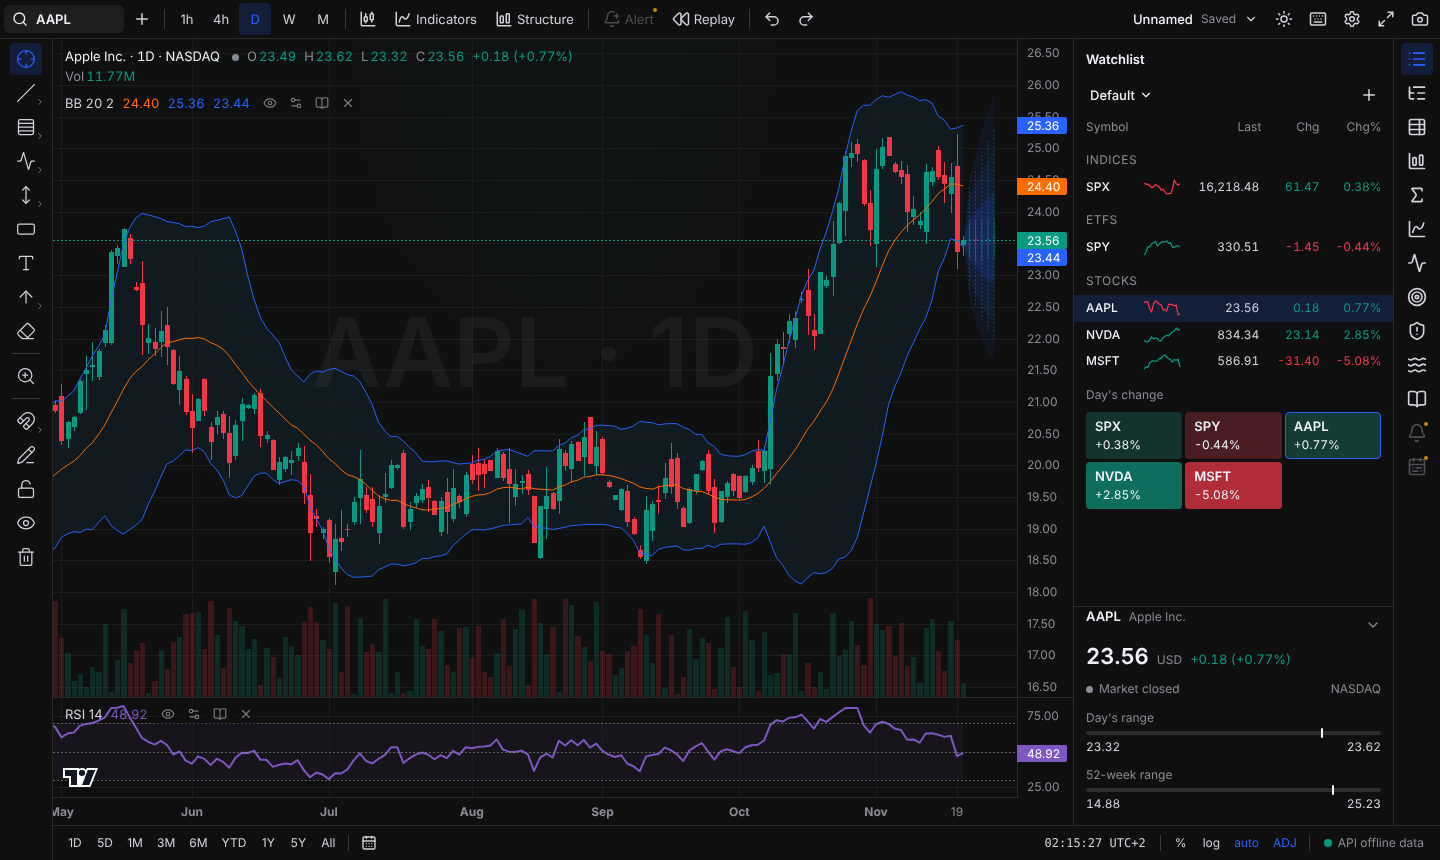 AAPL 1h 4h D W M Indicators Structure Alert Replay Unnamed Saved
Apple Inc. · 1D · NASDAQ O 23.49 H 23.62 L 23.32 C 23.56 +0.18 (+0.77%)
Vol 11.77M
BB 20 2 24.40 25.36 23.44
AAPL · 1D
26.50
26.00
25.36
25.00
24.40
24.00
23.56
23.44
23.00
22.50
22.00
21.50
21.00
20.50
20.00
19.50
19.00
18.50
18.00
17.50
17.00
16.50
RSI 14 48.92
75.00
48.92
25.00
May Jun Jul Aug Sep Oct Nov 19
1D 5D 1M 3M 6M YTD 1Y 5Y All
02:15:27 UTC+2 % log auto ADJ API offline data
Watchlist
Default
Symbol Last Chg Chg%
INDICES
SPX 16,218.48 61.47 0.38%
ETFS
SPY 330.51 -1.45 -0.44%
STOCKS
AAPL 23.56 0.18 0.77%
NVDA 834.34 23.14 2.85%
MSFT 586.91 -31.40 -5.08%
Day's change
SPX SPY AAPL
+0.38% -0.44% +0.77%
NVDA MSFT
+2.85% -5.08%
AAPL Apple Inc.
23.56 USD +0.18 (+0.77%)
Market closed NASDAQ
Day's range
23.32 23.62
52-week range
14.88 25.23